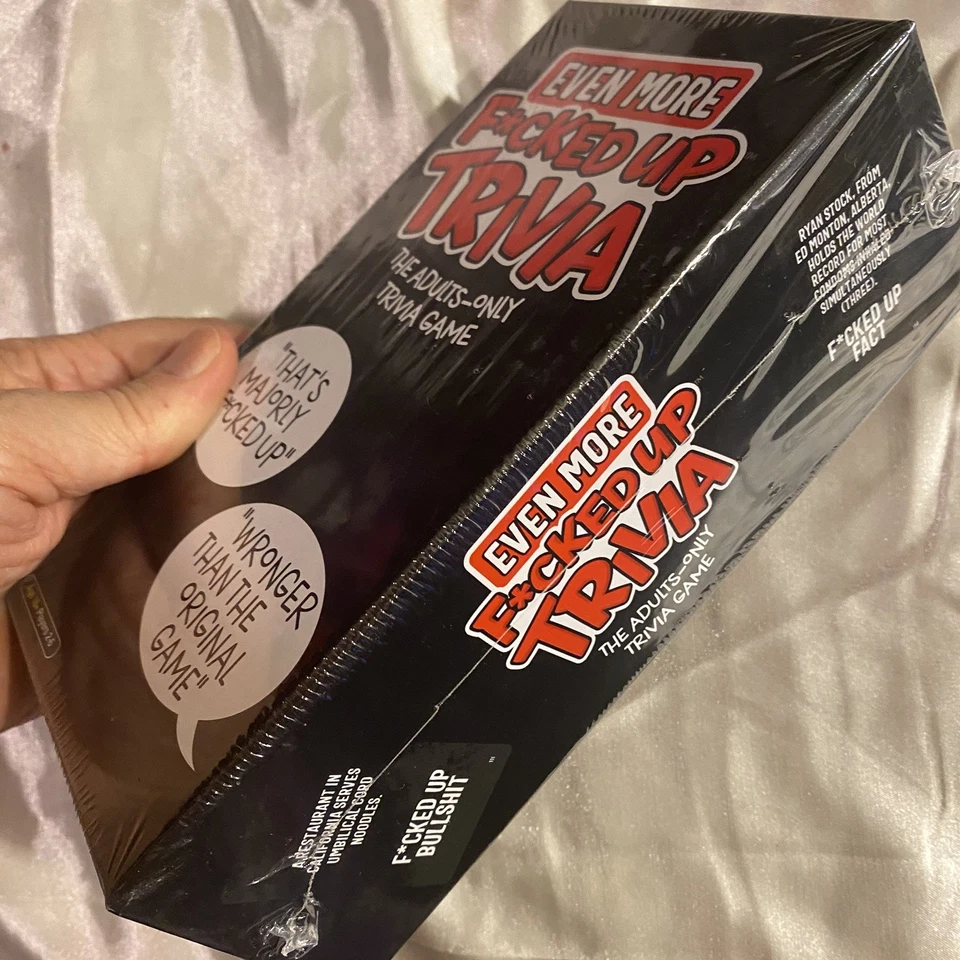 EVEN MORE
F*CKED UP
TRIVIA
THE ADULTS-ONLY
TRIVIA GAME
"THAT'S
MAJORLY
F*CKED UP"
"WRONGER
THAN THE
ORIGINAL
GAME"
RYAN STOCK, FROM
ED MONTON, ALBERTA,
HOLDS THE WORLD
RECORD FOR MOST
CONDOMS INHALED
SIMULTANEOUSLY
(THREE).
F*CKED UP
FACT
EVEN MORE
F*CKED UP
TRIVIA
THE ADULTS-ONLY
TRIVIA GAME
A RESTAURANT IN
CALIFORNIA SERVES
UMBILICAL CORD
NOODLES.
F*CKED UP
BULLSHIT